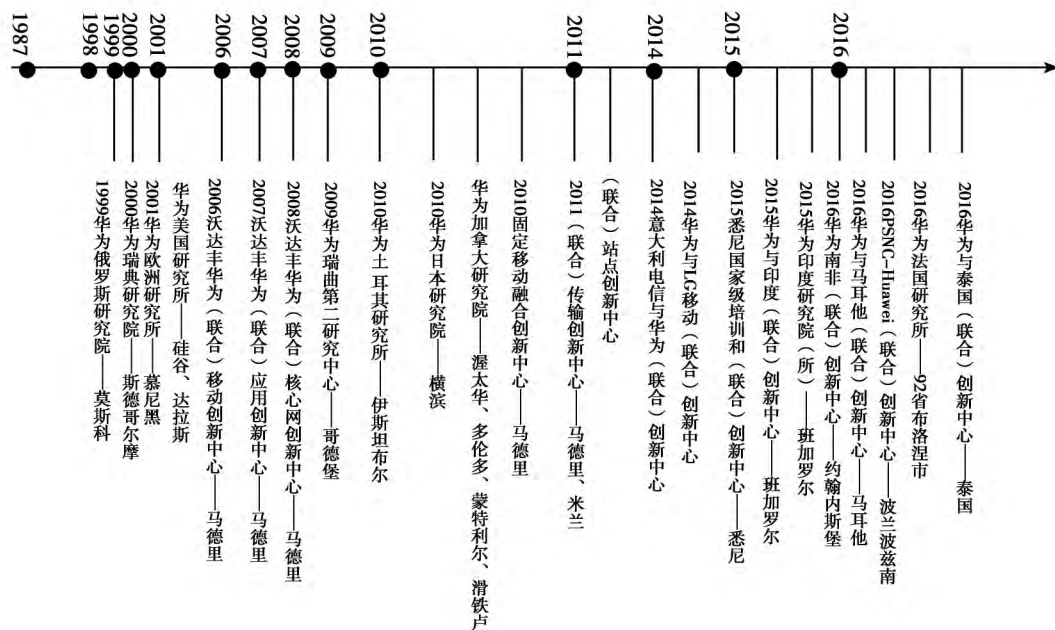 1987
1998
1999
2000
2001
2006
2007
2008
2009
2010
2011
2014
2015
2016
1999华为俄罗斯研究院——莫斯科
2000华为瑞典研究院——斯德哥尔摩
2001华为欧洲研究所——慕尼黑
华为美国研究所——硅谷、达拉斯
2006沃达丰华为（联合）移动创新中心——马德里
2007沃达丰华为（联合）应用创新中心——马德里
2008沃达丰华为（联合）核心网创新中心——马德里
2009华为瑞曲第二研究中心——哥德堡
2010华为土耳其研究所——伊斯坦布尔
2010华为日本研究院——横滨
华为加拿大研究院——渥太华、多伦多、蒙特利尔、滑铁卢
2010固定移动融合创新中心——马德里
2011（联合）传输创新中心——马德里、米兰
（联合）站点创新中心
2014意大利电信与华为（联合）创新中心
2014华为与LG移动（联合）创新中心
2015悉尼国家级培训和（联合）创新中心——悉尼
2015华为与印度（联合）创新中心——班加罗尔
2015华为印度研究院（所）——班加罗尔
2016华为南非（联合）创新中心——约翰内斯堡
2016华为与马耳他（联合）创新中心——马耳他
2016PSNC-Huawei（联合）创新中心——波兰波兹南
2016华为法国研究所——92省布洛涅市
2016华为与泰国（联合）创新中心——泰国